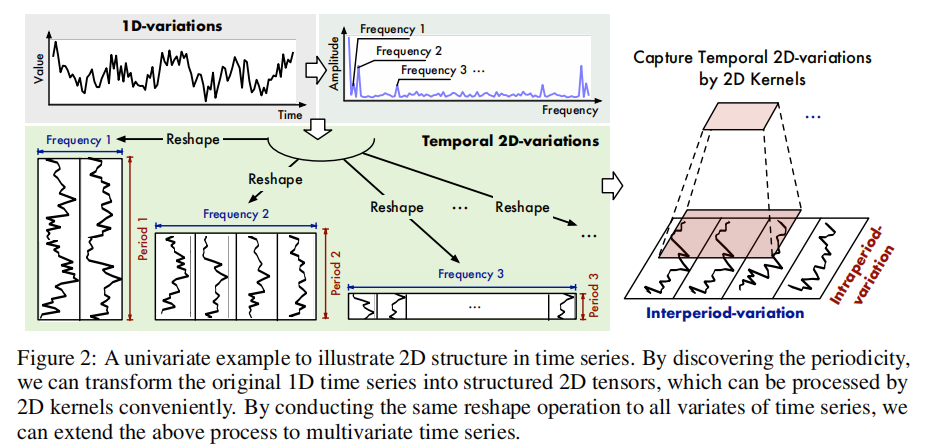 1D-variations
Value
Time
Amplitude
Frequency 1
Frequency 2
Frequency 3 ...
Frequency
Capture Temporal 2D-variations
by 2D Kernels
...
Temporal 2D-variations
Frequency 1
Reshape
Reshape
Reshape
...
Reshape
...
Period 1
Frequency 2
Period 2
Frequency 3
...
Period 3
Interperiod-variation
Intraperiod-
variation
Figure 2: A univariate example to illustrate 2D structure in time series. By discovering the periodicity,
we can transform the original 1D time series into structured 2D tensors, which can be processed by
2D kernels conveniently. By conducting the same reshape operation to all variates of time series, we
can extend the above process to multivariate time series.